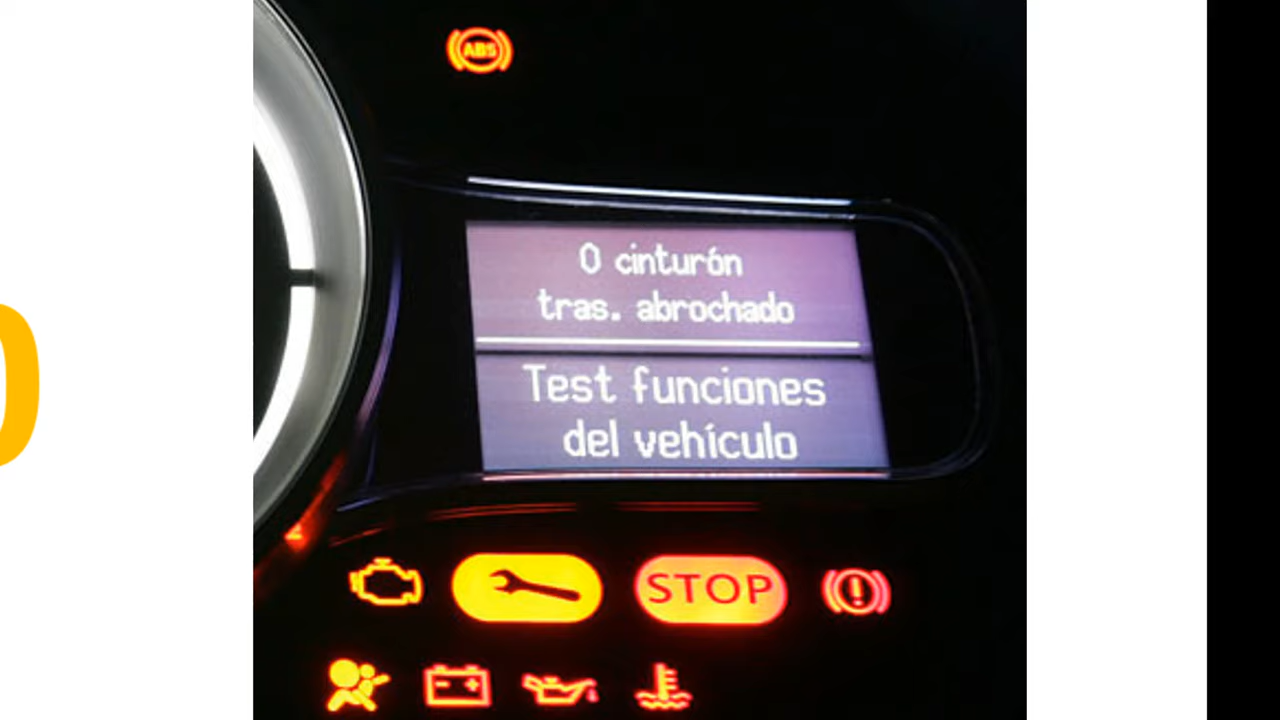 ABS
0 cinturón
tras. abrochado
Test funciones
del vehículo
STOP